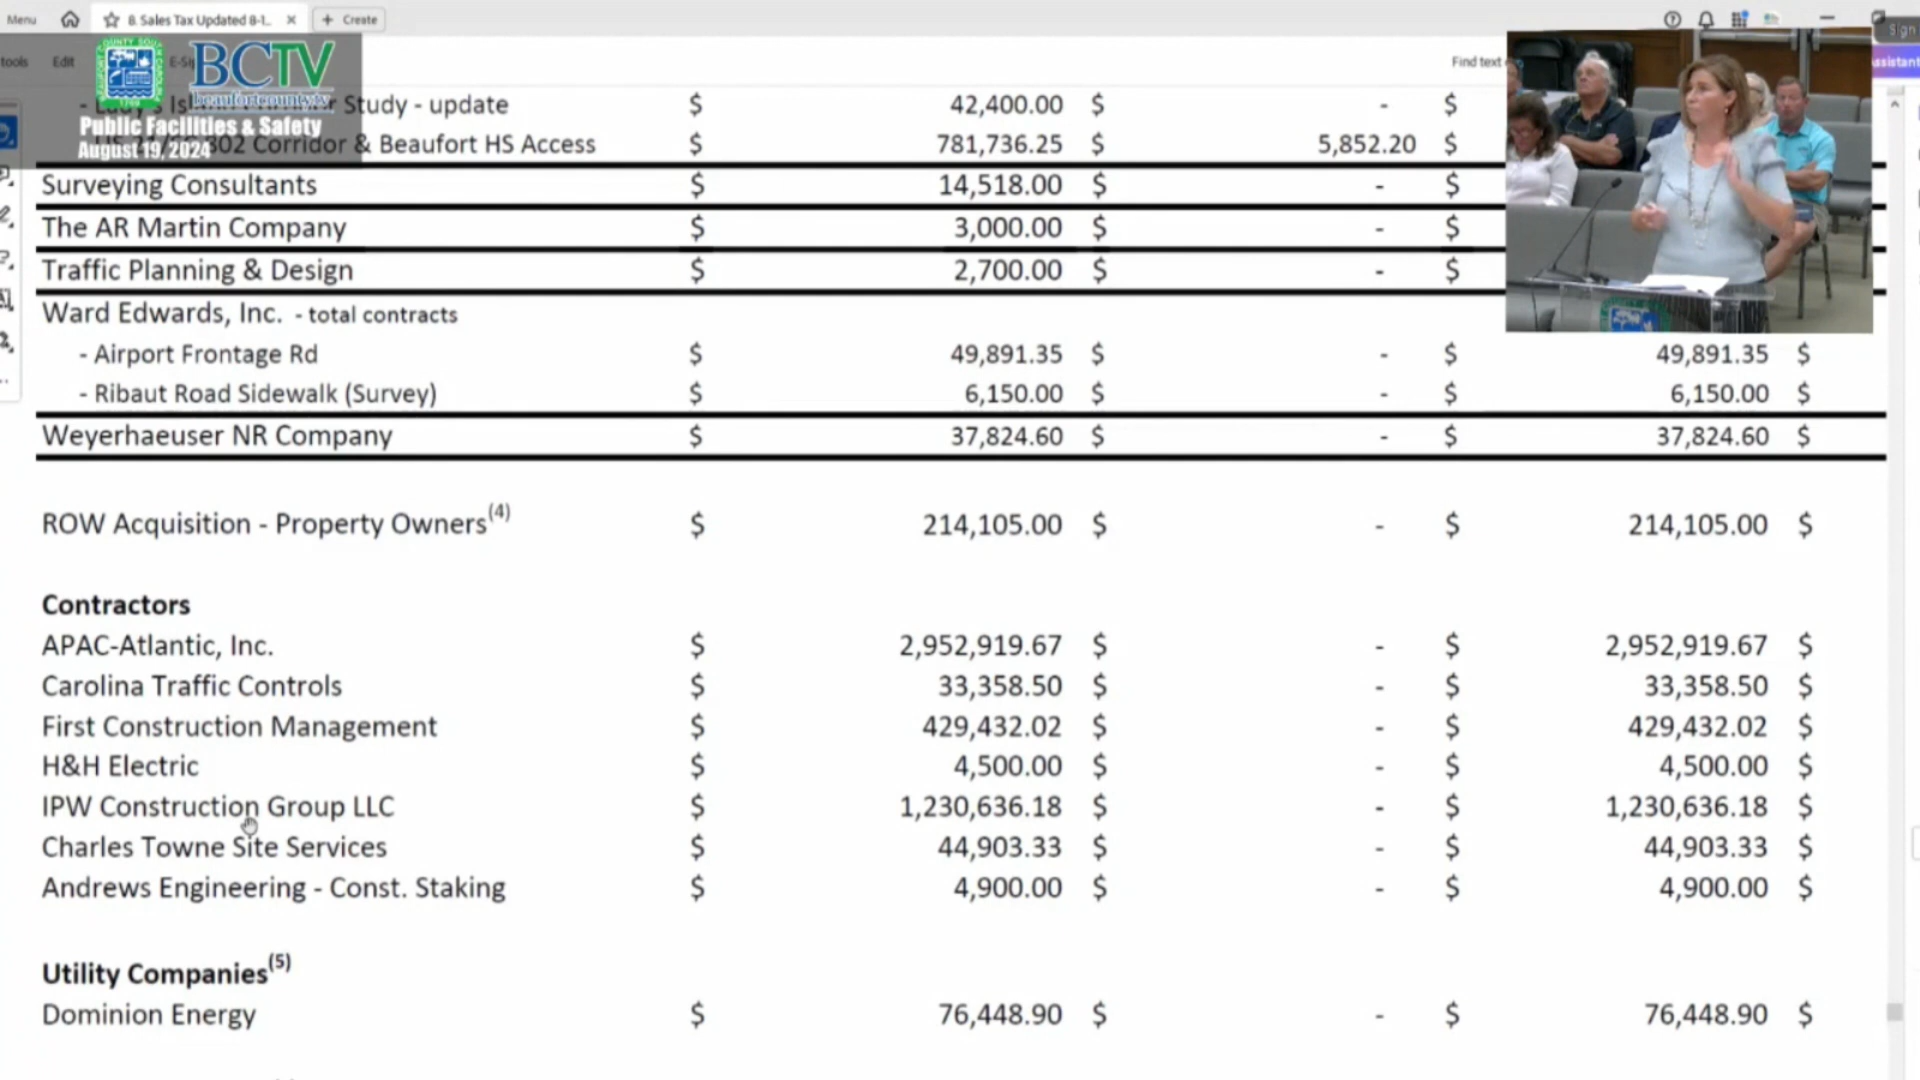 Menu 8. Sales Tax Updated 8-1... × + Create
Sign
tools Edit E-Si Find text
BCTV
beaufortcounty.tv
Public Facilities & Safety
August 19, 2024
Study - update $ 42,400.00 $ - $
302 Corridor & Beaufort HS Access $ 781,736.25 $ 5,852.20 $
Surveying Consultants $ 14,518.00 $ - $
The AR Martin Company $ 3,000.00 $ - $
Traffic Planning & Design $ 2,700.00 $ - $
Ward Edwards, Inc. - total contracts
- Airport Frontage Rd $ 49,891.35 $ - $ 49,891.35 $
- Ribaut Road Sidewalk (Survey) $ 6,150.00 $ - $ 6,150.00 $
Weyerhaeuser NR Company $ 37,824.60 $ - $ 37,824.60 $
ROW Acquisition - Property Owners(4) $ 214,105.00 $ - $ 214,105.00 $
Contractors
APAC-Atlantic, Inc. $ 2,952,919.67 $ - $ 2,952,919.67 $
Carolina Traffic Controls $ 33,358.50 $ - $ 33,358.50 $
First Construction Management $ 429,432.02 $ - $ 429,432.02 $
H&H Electric $ 4,500.00 $ - $ 4,500.00 $
IPW Construction Group LLC $ 1,230,636.18 $ - $ 1,230,636.18 $
Charles Towne Site Services $ 44,903.33 $ - $ 44,903.33 $
Andrews Engineering - Const. Staking $ 4,900.00 $ - $ 4,900.00 $
Utility Companies(5)
Dominion Energy $ 76,448.90 $ - $ 76,448.90 $